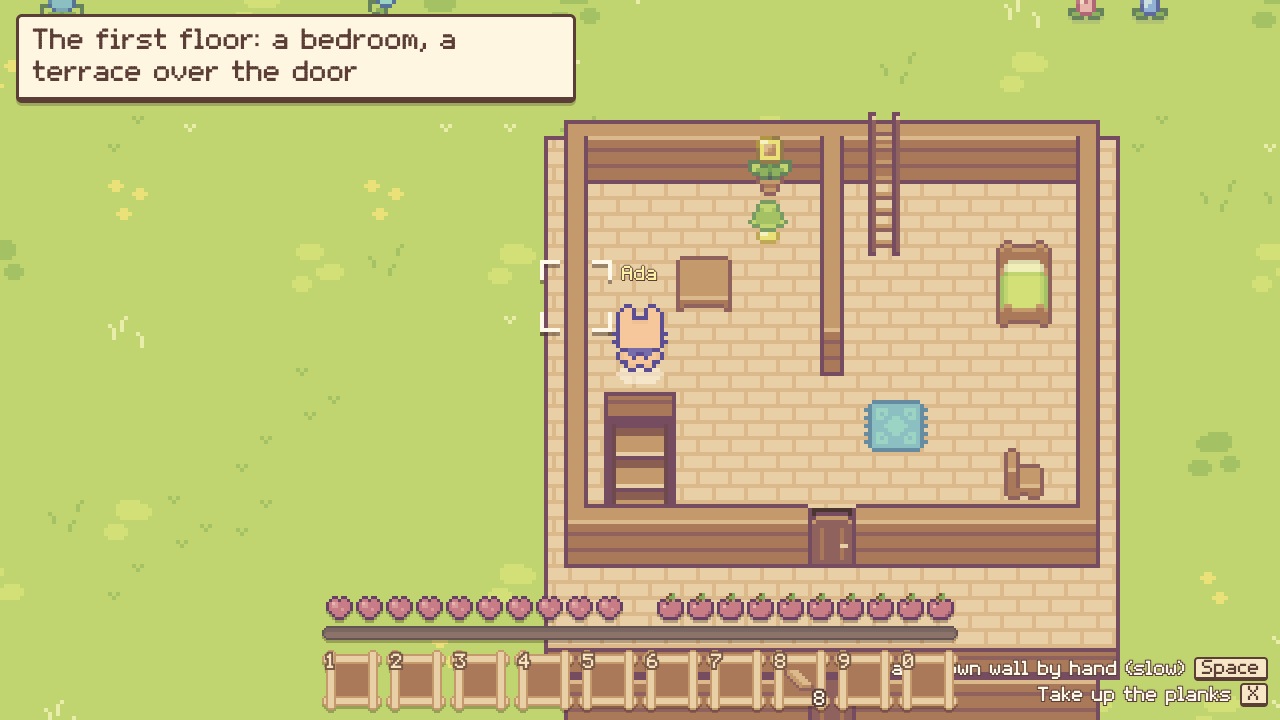 The first floor: a bedroom, a
terrace over the door
Ada
1 2 3 4 5 6 7 8 9 0
8
wall by hand (slow) Space
Take up the planks X